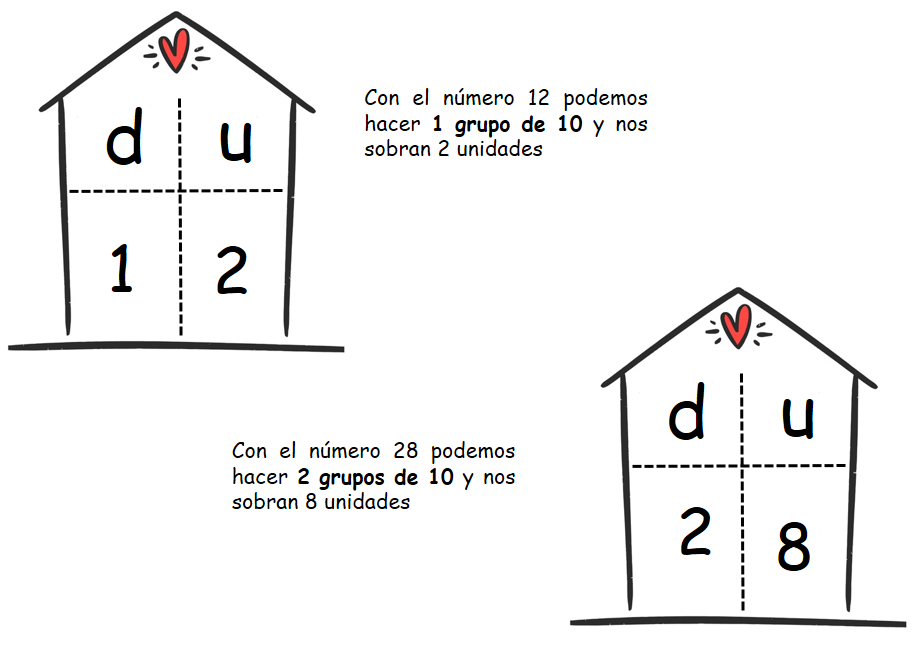 d u
1 2
Con el número 12 podemos
hacer 1 grupo de 10 y nos
sobran 2 unidades
Con el número 28 podemos
hacer 2 grupos de 10 y nos
sobran 8 unidades
d u
2 8